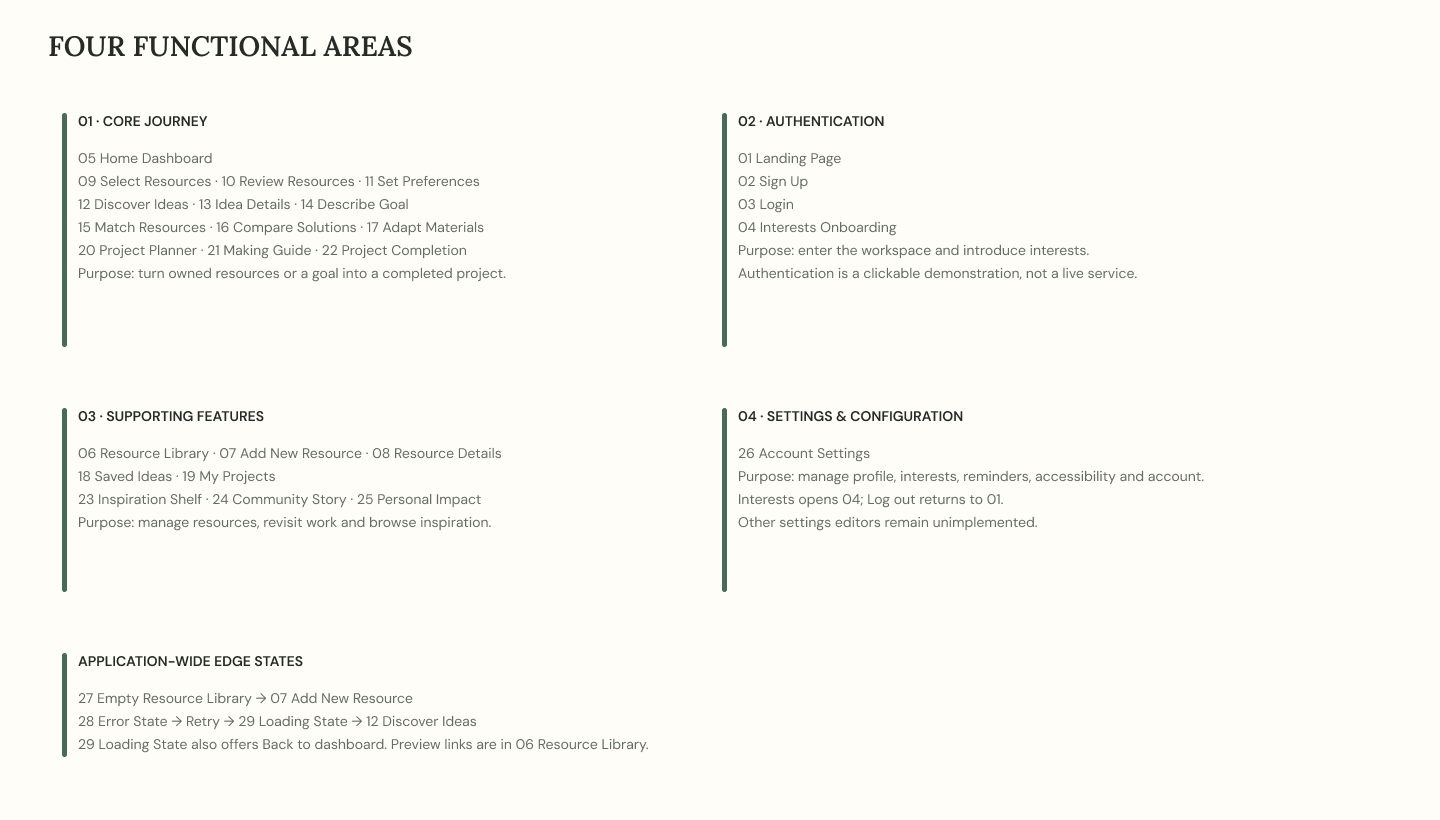 FOUR FUNCTIONAL AREAS
01 · CORE JOURNEY
05 Home Dashboard
09 Select Resources · 10 Review Resources · 11 Set Preferences
12 Discover Ideas · 13 Idea Details · 14 Describe Goal
15 Match Resources · 16 Compare Solutions · 17 Adapt Materials
20 Project Planner · 21 Making Guide · 22 Project Completion
Purpose: turn owned resources or a goal into a completed project.
02 · AUTHENTICATION
01 Landing Page
02 Sign Up
03 Login
04 Interests Onboarding
Purpose: enter the workspace and introduce interests.
Authentication is a clickable demonstration, not a live service.
03 · SUPPORTING FEATURES
06 Resource Library · 07 Add New Resource · 08 Resource Details
18 Saved Ideas · 19 My Projects
23 Inspiration Shelf · 24 Community Story · 25 Personal Impact
Purpose: manage resources, revisit work and browse inspiration.
04 · SETTINGS & CONFIGURATION
26 Account Settings
Purpose: manage profile, interests, reminders, accessibility and account.
Interests opens 04; Log out returns to 01.
Other settings editors remain unimplemented.
APPLICATION-WIDE EDGE STATES
27 Empty Resource Library → 07 Add New Resource
28 Error State → Retry → 29 Loading State → 12 Discover Ideas
29 Loading State also offers Back to dashboard. Preview links are in 06 Resource Library.